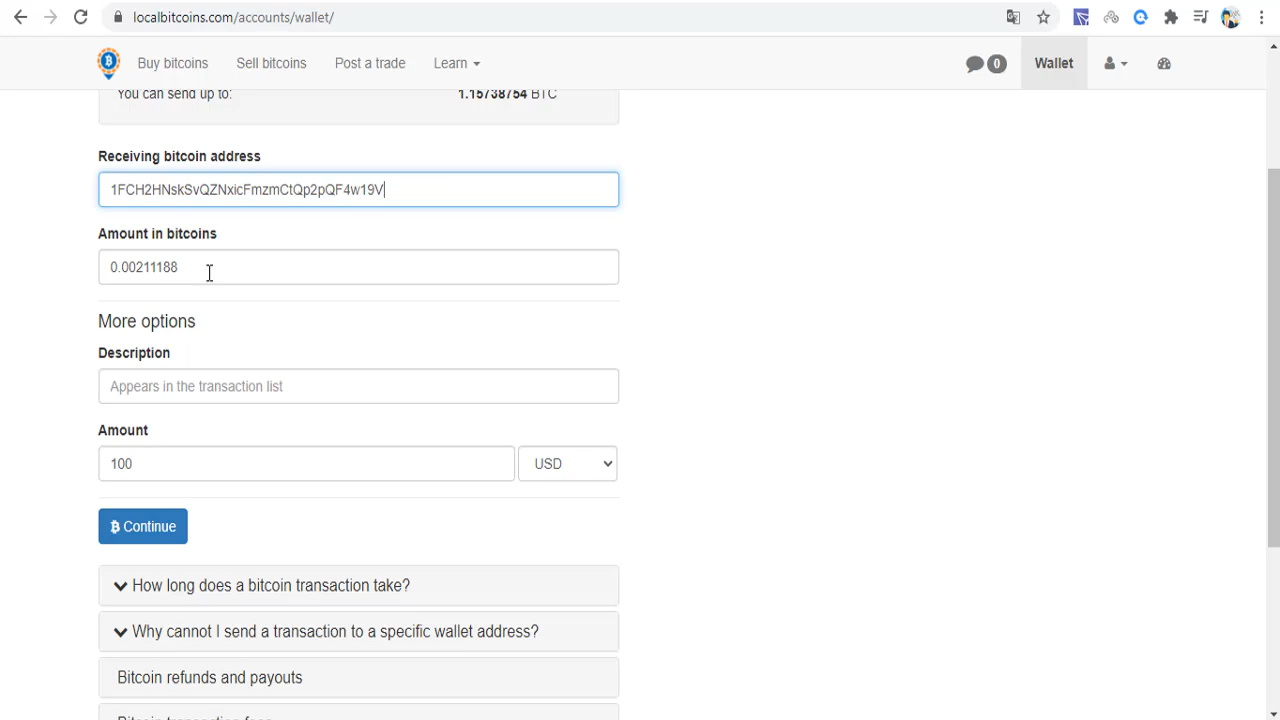 localbitcoins.com/accounts/wallet/
Buy bitcoins Sell bitcoins Post a trade Learn 0 Wallet
You can send up to: 1.15738754 BTC
Receiving bitcoin address
1FCH2HNskSvQZNxicFmzmCtQp2pQF4w19V
Amount in bitcoins
0.00211188
More options
Description
Appears in the transaction list
Amount
100 USD
Continue
How long does a bitcoin transaction take?
Why cannot I send a transaction to a specific wallet address?
Bitcoin refunds and payouts
Bitcoin transaction fees